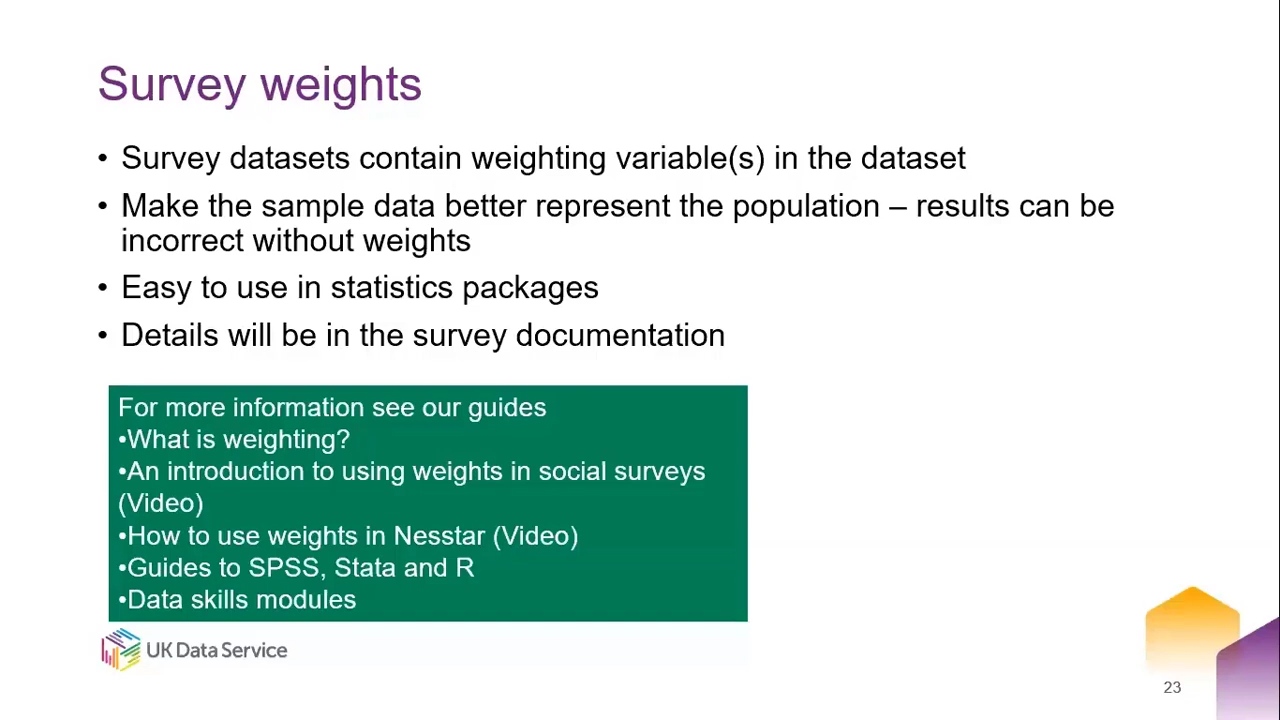 Survey weights
• Survey datasets contain weighting variable(s) in the dataset
• Make the sample data better represent the population – results can be
incorrect without weights
• Easy to use in statistics packages
• Details will be in the survey documentation
For more information see our guides
•What is weighting?
•An introduction to using weights in social surveys
(Video)
•How to use weights in Nesstar (Video)
•Guides to SPSS, Stata and R
•Data skills modules
UK Data Service
23